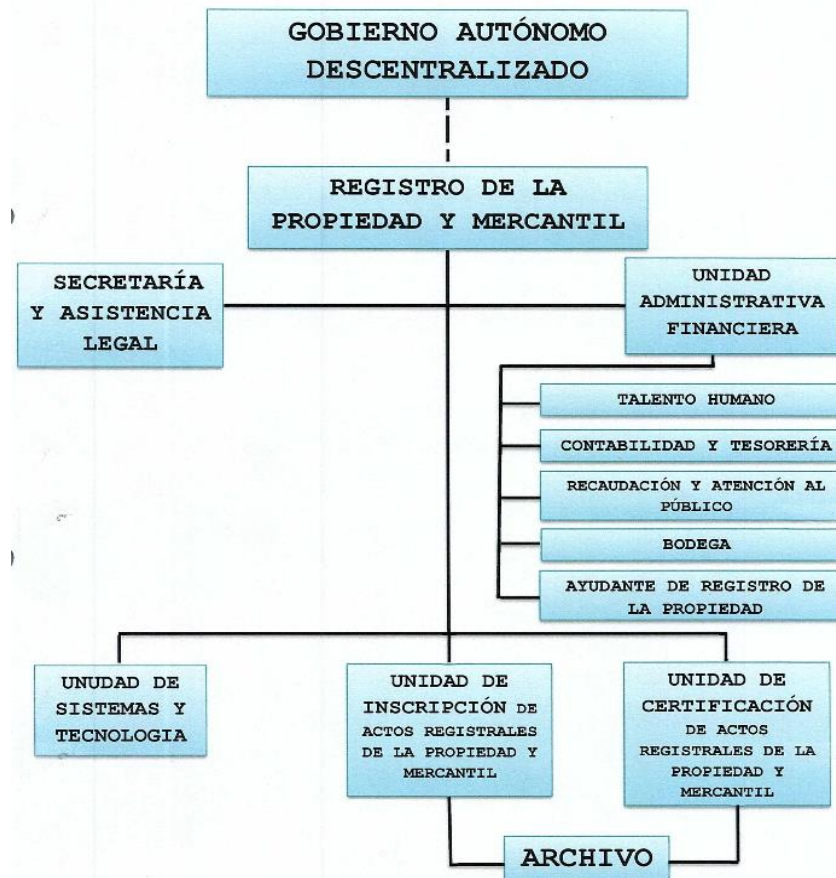 GOBIERNO AUTÓNOMO
DESCENTRALIZADO
REGISTRO DE LA
PROPIEDAD Y MERCANTIL
SECRETARÍA
Y ASISTENCIA
LEGAL
UNIDAD
ADMINISTRATIVA
FINANCIERA
TALENTO HUMANO
CONTABILIDAD Y TESORERÍA
RECAUDACIÓN Y ATENCIÓN AL
PÚBLICO
BODEGA
AYUDANTE DE REGISTRO DE
LA PROPIEDAD
UNUDAD DE
SISTEMAS Y
TECNOLOGIA
UNIDAD DE
INSCRIPCIÓN DE
ACTOS REGISTRALES
DE LA PROPIEDAD Y
MERCANTIL
UNIDAD DE
CERTIFICACIÓN
DE ACTOS
REGISTRALES DE LA
PROPIEDAD Y
MERCANTIL
ARCHIVO